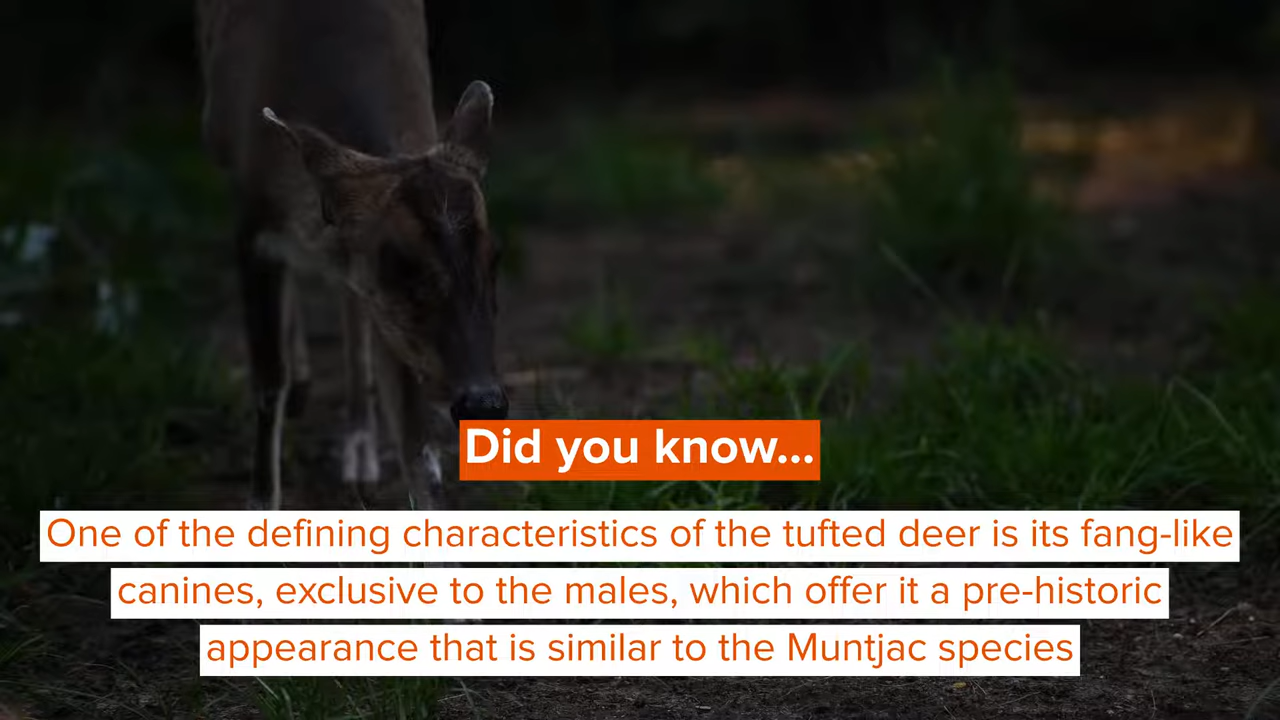 Did you know...
One of the defining characteristics of the tufted deer is its fang-like
canines, exclusive to the males, which offer it a pre-historic
appearance that is similar to the Muntjac species